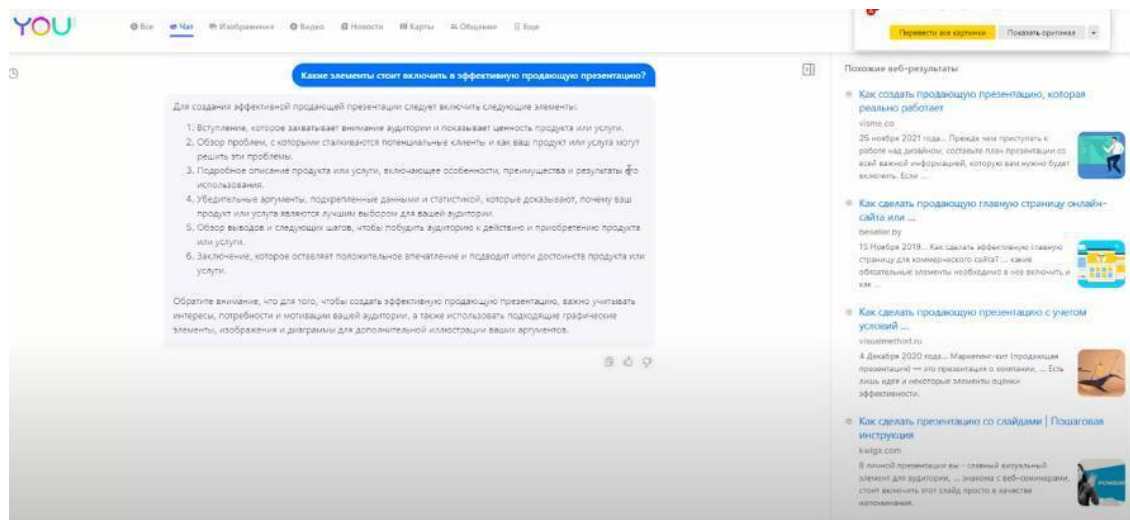 YOU
Все
Чат
Изображения
Видео
Новости
Карты
Общение
Еще
Перевести все картинки
Показать оригинал
Какие элементы стоит включить в эффективную продающую презентацию?
Для создания эффективной продающей презентации следует включить следующие элементы:
1. Вступление, которое захватывает внимание аудитории и показывает ценность продукта или услуги.
2. Обзор проблем, с которыми сталкиваются потенциальные клиенты и как ваш продукт или услуга могут
решить эти проблемы.
3. Подробное описание продукта или услуги, включающее особенности, преимущества и результаты его
использования.
4. Убедительные аргументы, подкрепленные данными и статистикой, которые доказывают, почему ваш
продукт или услуга являются лучшим выбором для вашей аудитории.
5. Обзор выводов и следующих шагов, чтобы побудить аудиторию к действию и приобретению продукта
или услуги.
6. Заключение, которое оставляет положительное впечатление и подводит итоги достоинств продукта или
услуги.
Обратите внимание, что для того, чтобы создать эффективную продающую презентацию, важно учитывать
интересы, потребности и мотивации вашей аудитории, а также использовать подходящие графические
элементы, изображения и диаграммы для дополнительной иллюстрации ваших аргументов.
Похожие веб-результаты
Как создать продающую презентацию, которая
реально работает
visme.co
25 ноября 2021 года... Прежде чем приступать к
работе над дизайном, составьте план презентации со
всей важной информацией, которую вам нужно будет
включить. Если ...
Как сделать продающую главную страницу онлайн-
сайта или ...
beseller.by
15 Ноября 2019... Как сделать эффективную главную
страницу для коммерческого сайта? ... какие
обязательные элементы необходимо в нее включить и
как ...
Как сделать продающую презентацию с учетом
условий ...
visualmethod.ru
4 Декабря 2020 года... Маркетинг-кит (продающая
презентация) — это презентация о компании, ... Есть
лишь идея и некоторые элементы оценки
эффективности.
Как сделать презентацию со слайдами | Пошаговая
инструкция
kwiga.com
В личной презентации вы - главный визуальный
элемент для аудитории, ... знакома с веб-семинарами,
стоит включить этот слайд просто в качестве
напоминания.